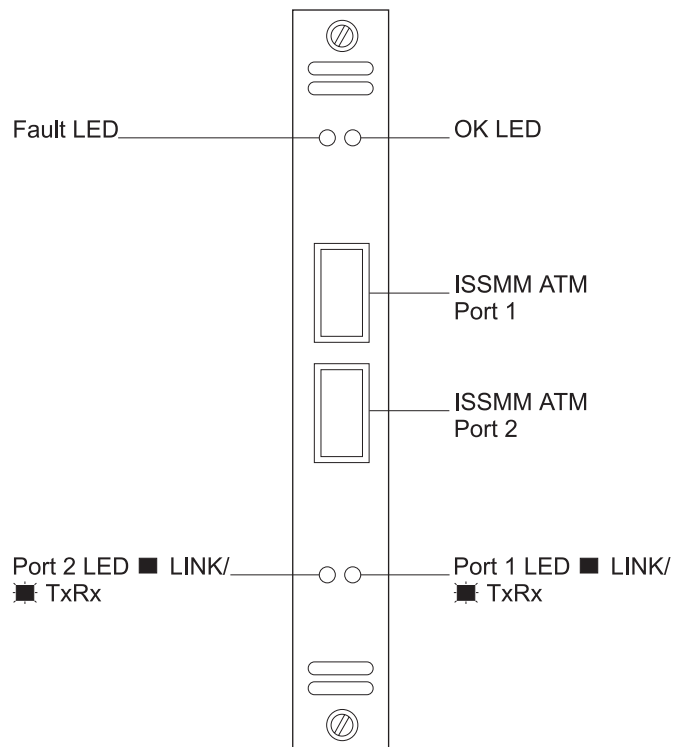 Fault LED
OK LED
ISSMM ATM
Port 1
ISSMM ATM
Port 2
Port 2 LED ■ LINK/
TxRx
Port 1 LED ■ LINK/
TxRx